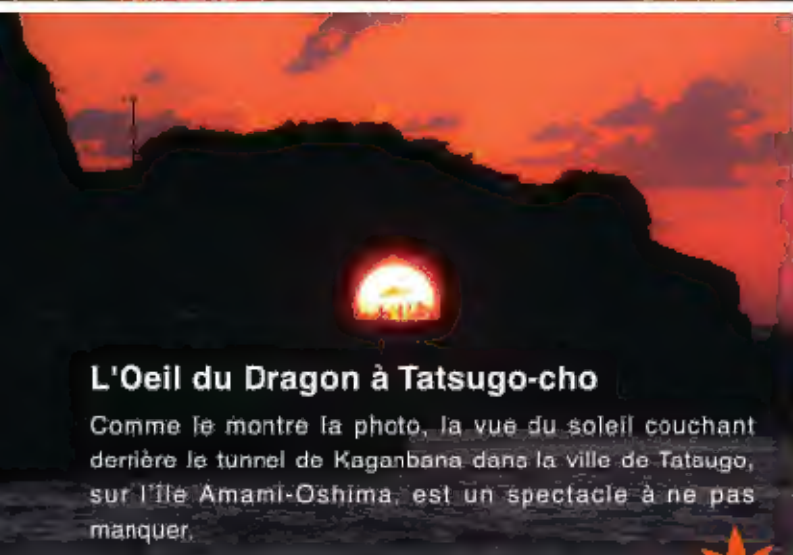 L'Oeil du Dragon à Tatsugo-cho
Comme le montre la photo, la vue du soleil couchant
derrière le tunnel de Kaganbana dans la ville de Tatsugo,
sur l'île Amami-Oshima, est un spectacle à ne pas
manquer.